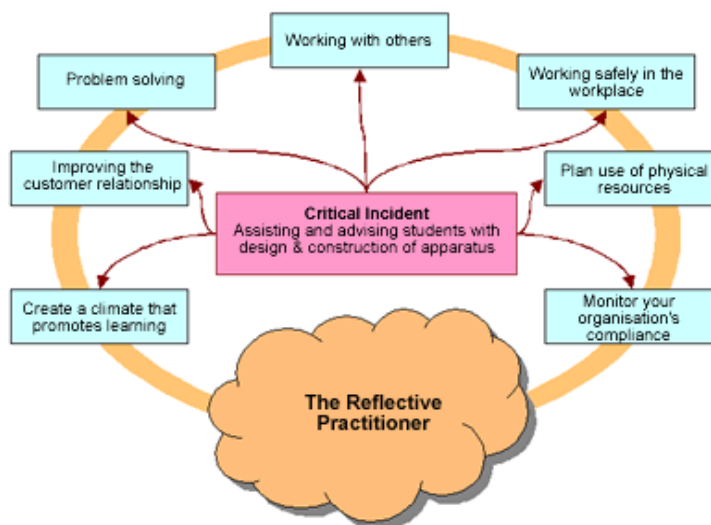 Working with others
Problem solving
Working safely in the
workplace
Improving the
customer relationship
Plan use of physical
resources
Critical Incident
Assisting and advising students with
design & construction of apparatus
Create a climate that
promotes learning
Monitor your
organisation's
compliance
The Reflective
Practitioner